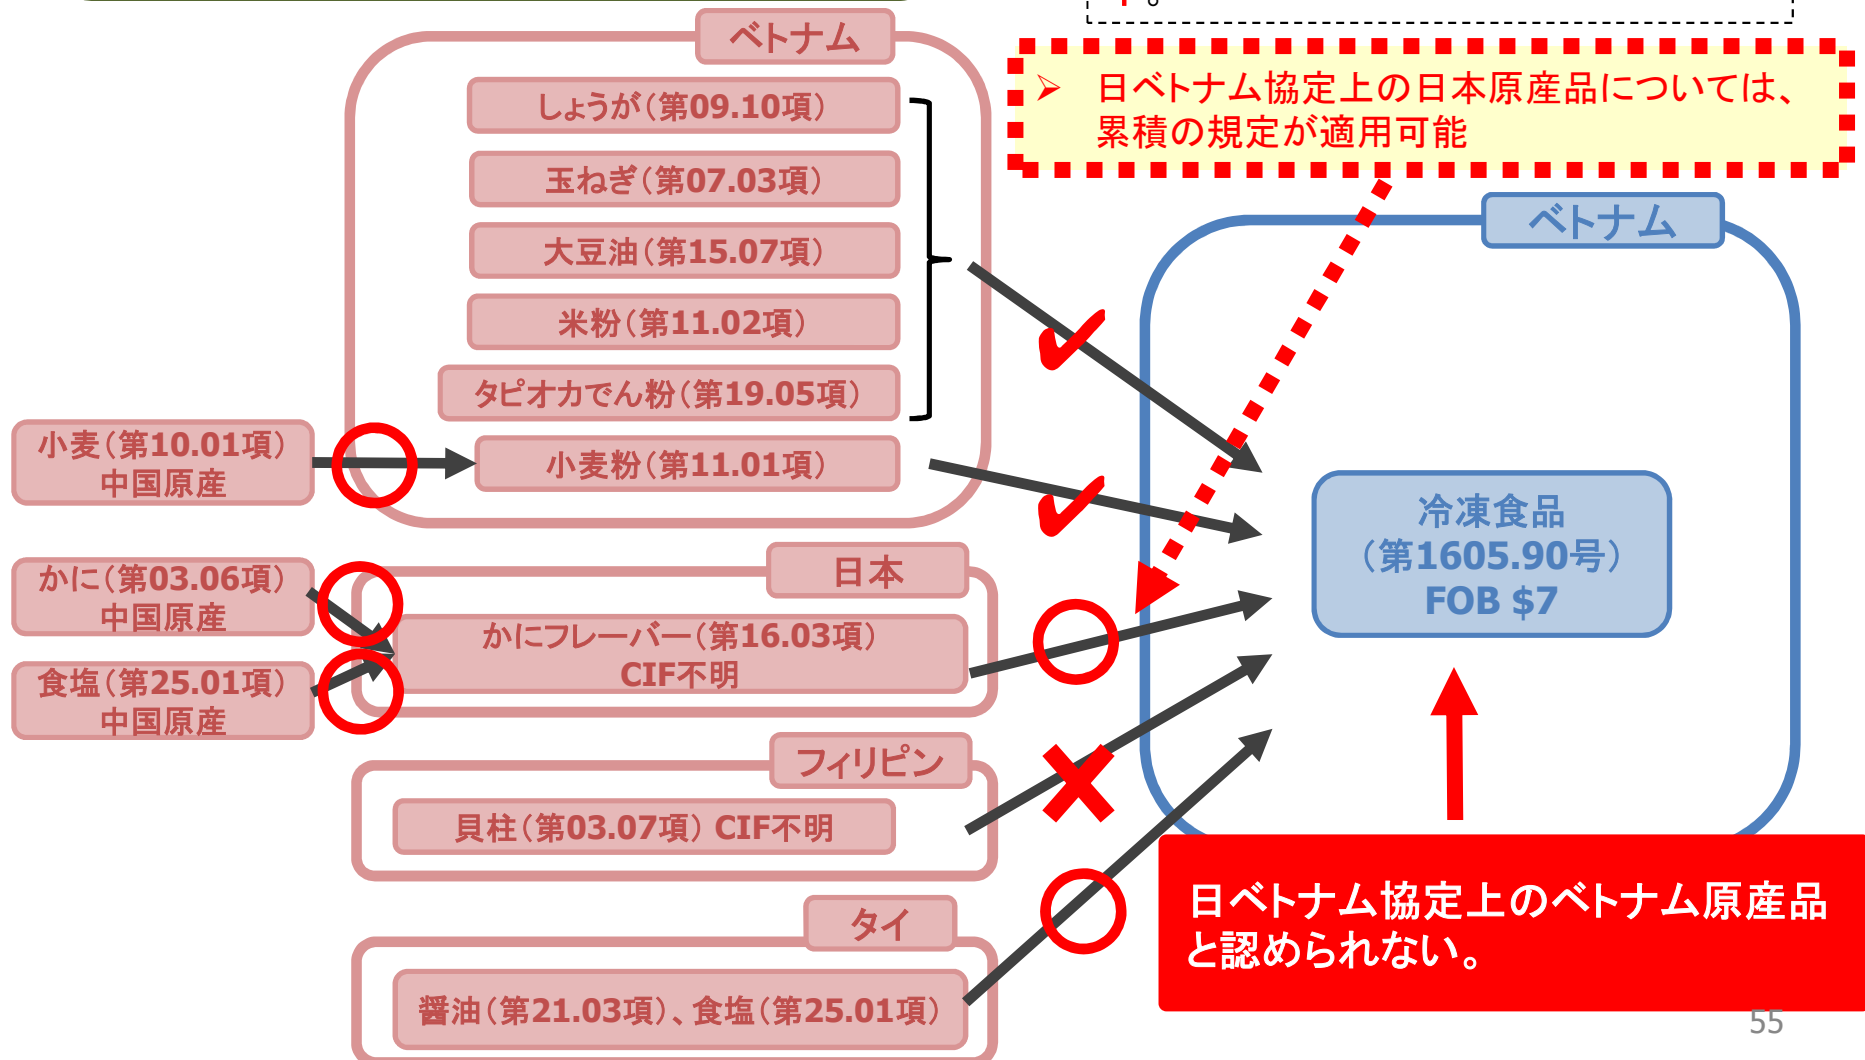 。
ベトナム
しょうが（第09.10項）
玉ねぎ（第07.03項）
大豆油（第15.07項）
米粉（第11.02項）
タピオカでん粉（第19.05項）
小麦粉（第11.01項）
小麦（第10.01項）
中国原産
➢ 日ベトナム協定上の日本原産品については、
累積の規定が適用可能
ベトナム
冷凍食品
（第1605.90号）
FOB $7
かに（第03.06項）
中国原産
食塩（第25.01項）
中国原産
日本
かにフレーバー（第16.03項）
CIF不明
フィリピン
貝柱（第03.07項） CIF不明
タイ
醤油（第21.03項）、食塩（第25.01項）
日ベトナム協定上のベトナム原産品
と認められない。
55